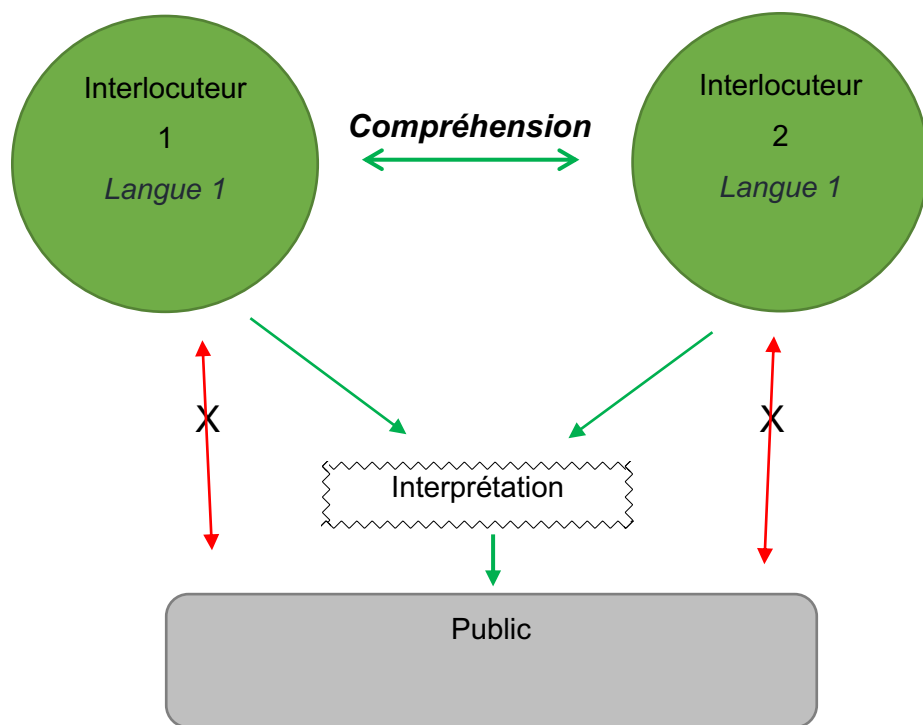 Interlocuteur
1
Langue 1
Compréhension
Interlocuteur
2
Langue 1
X
X
Interprétation
Public